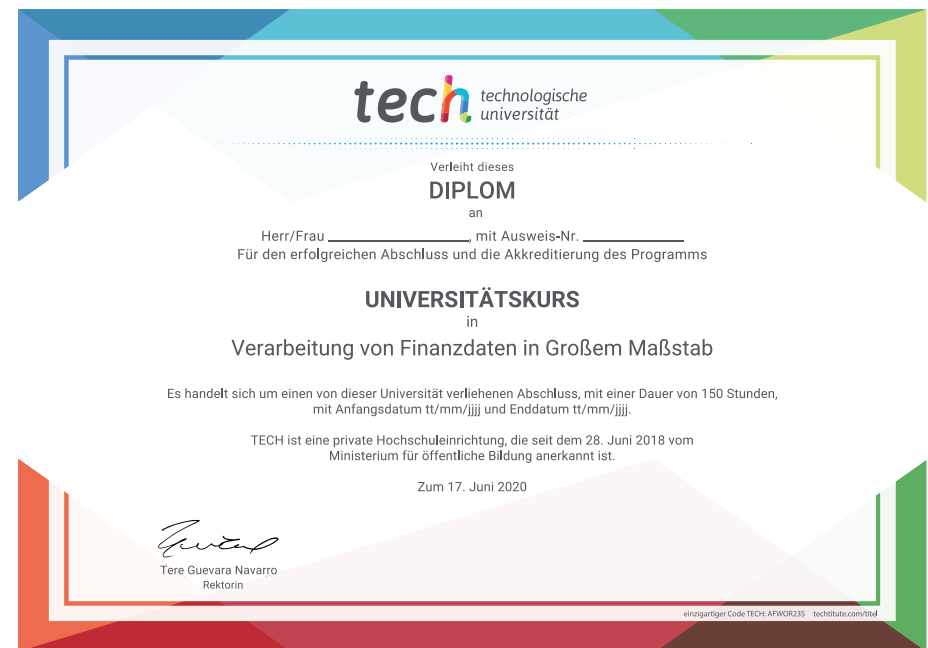 tech technologische
universität
Verleiht dieses
DIPLOM
an
Herr/Frau ____________________, mit Ausweis-Nr. ______________
Für den erfolgreichen Abschluss und die Akkreditierung des Programms
UNIVERSITÄTSKURS
in
Verarbeitung von Finanzdaten in Großem Maßstab
Es handelt sich um einen von dieser Universität verliehenen Abschluss, mit einer Dauer von 150 Stunden,
mit Anfangsdatum tt/mm/jjjj und Enddatum tt/mm/jjjj.
TECH ist eine private Hochschuleinrichtung, die seit dem 28. Juni 2018 vom
Ministerium für öffentliche Bildung anerkannt ist.
Zum 17. Juni 2020
Tere Guevara Navarro
Rektorin
einzigartiger Code TECH: AFWOR23S techtitute.com/titel